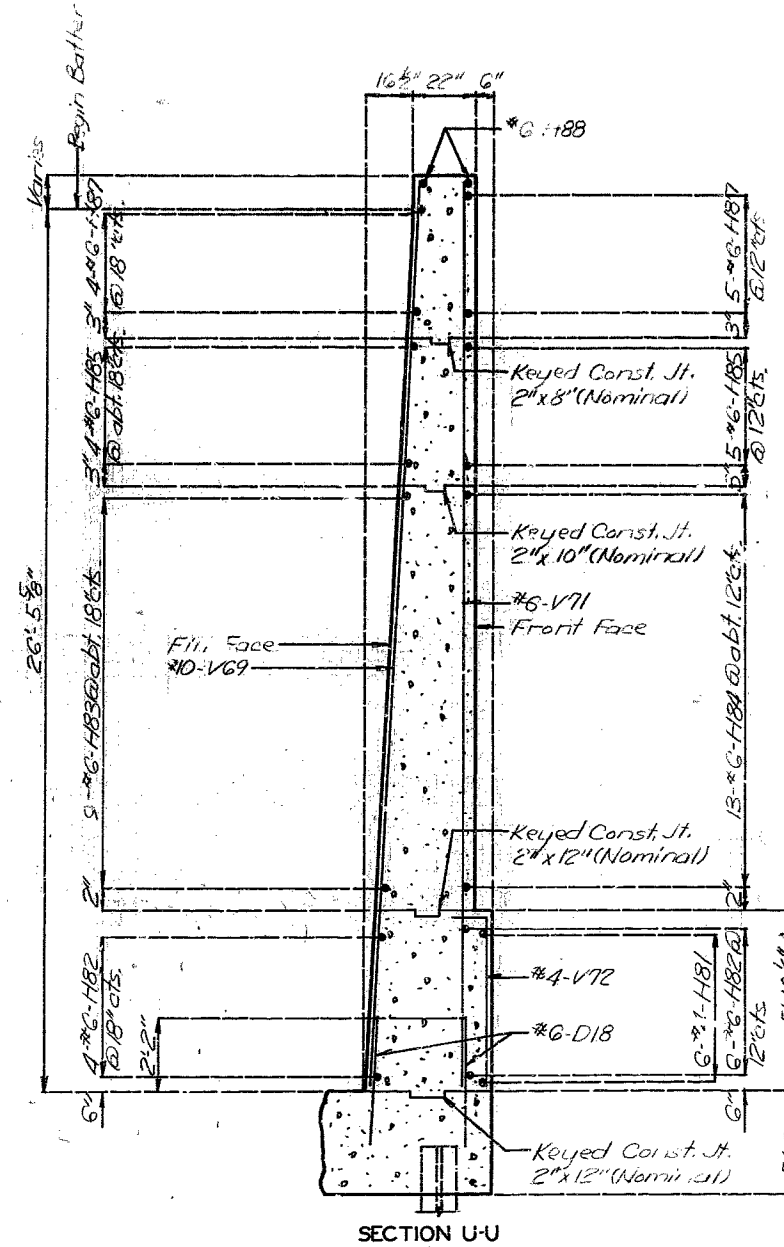 16½" 22" 6"
Begin Batter
Varies
#6-H88
4-#6-H87
@ 18"cts.
3"
5-#6-H87
@ 12"cts.
3"
Keyed Const. Jt.
2"x8"(Nominal)
4-#6-H85
@ abt. 18"cts.
3"
5-#6-H85
@ 12"cts.
Keyed Const. Jt.
2"x10"(Nominal)
#6-V71
Front Face
Fill Face
#10-V69
26'-5⅝"
9-#6-H83@abt. 18"cts.
2"
13-#6-H84@abt. 12"cts.
2"
Keyed Const. Jt.
2"x12"(Nominal)
4-#6-H82
@ 18"cts.
2'-2"
#4-V72
#6-D18
6-#4-H81
6-#6-H82@
12"cts.
6"
6"
Keyed Const. Jt.
2"x12"(Nominal)
SECTION U-U